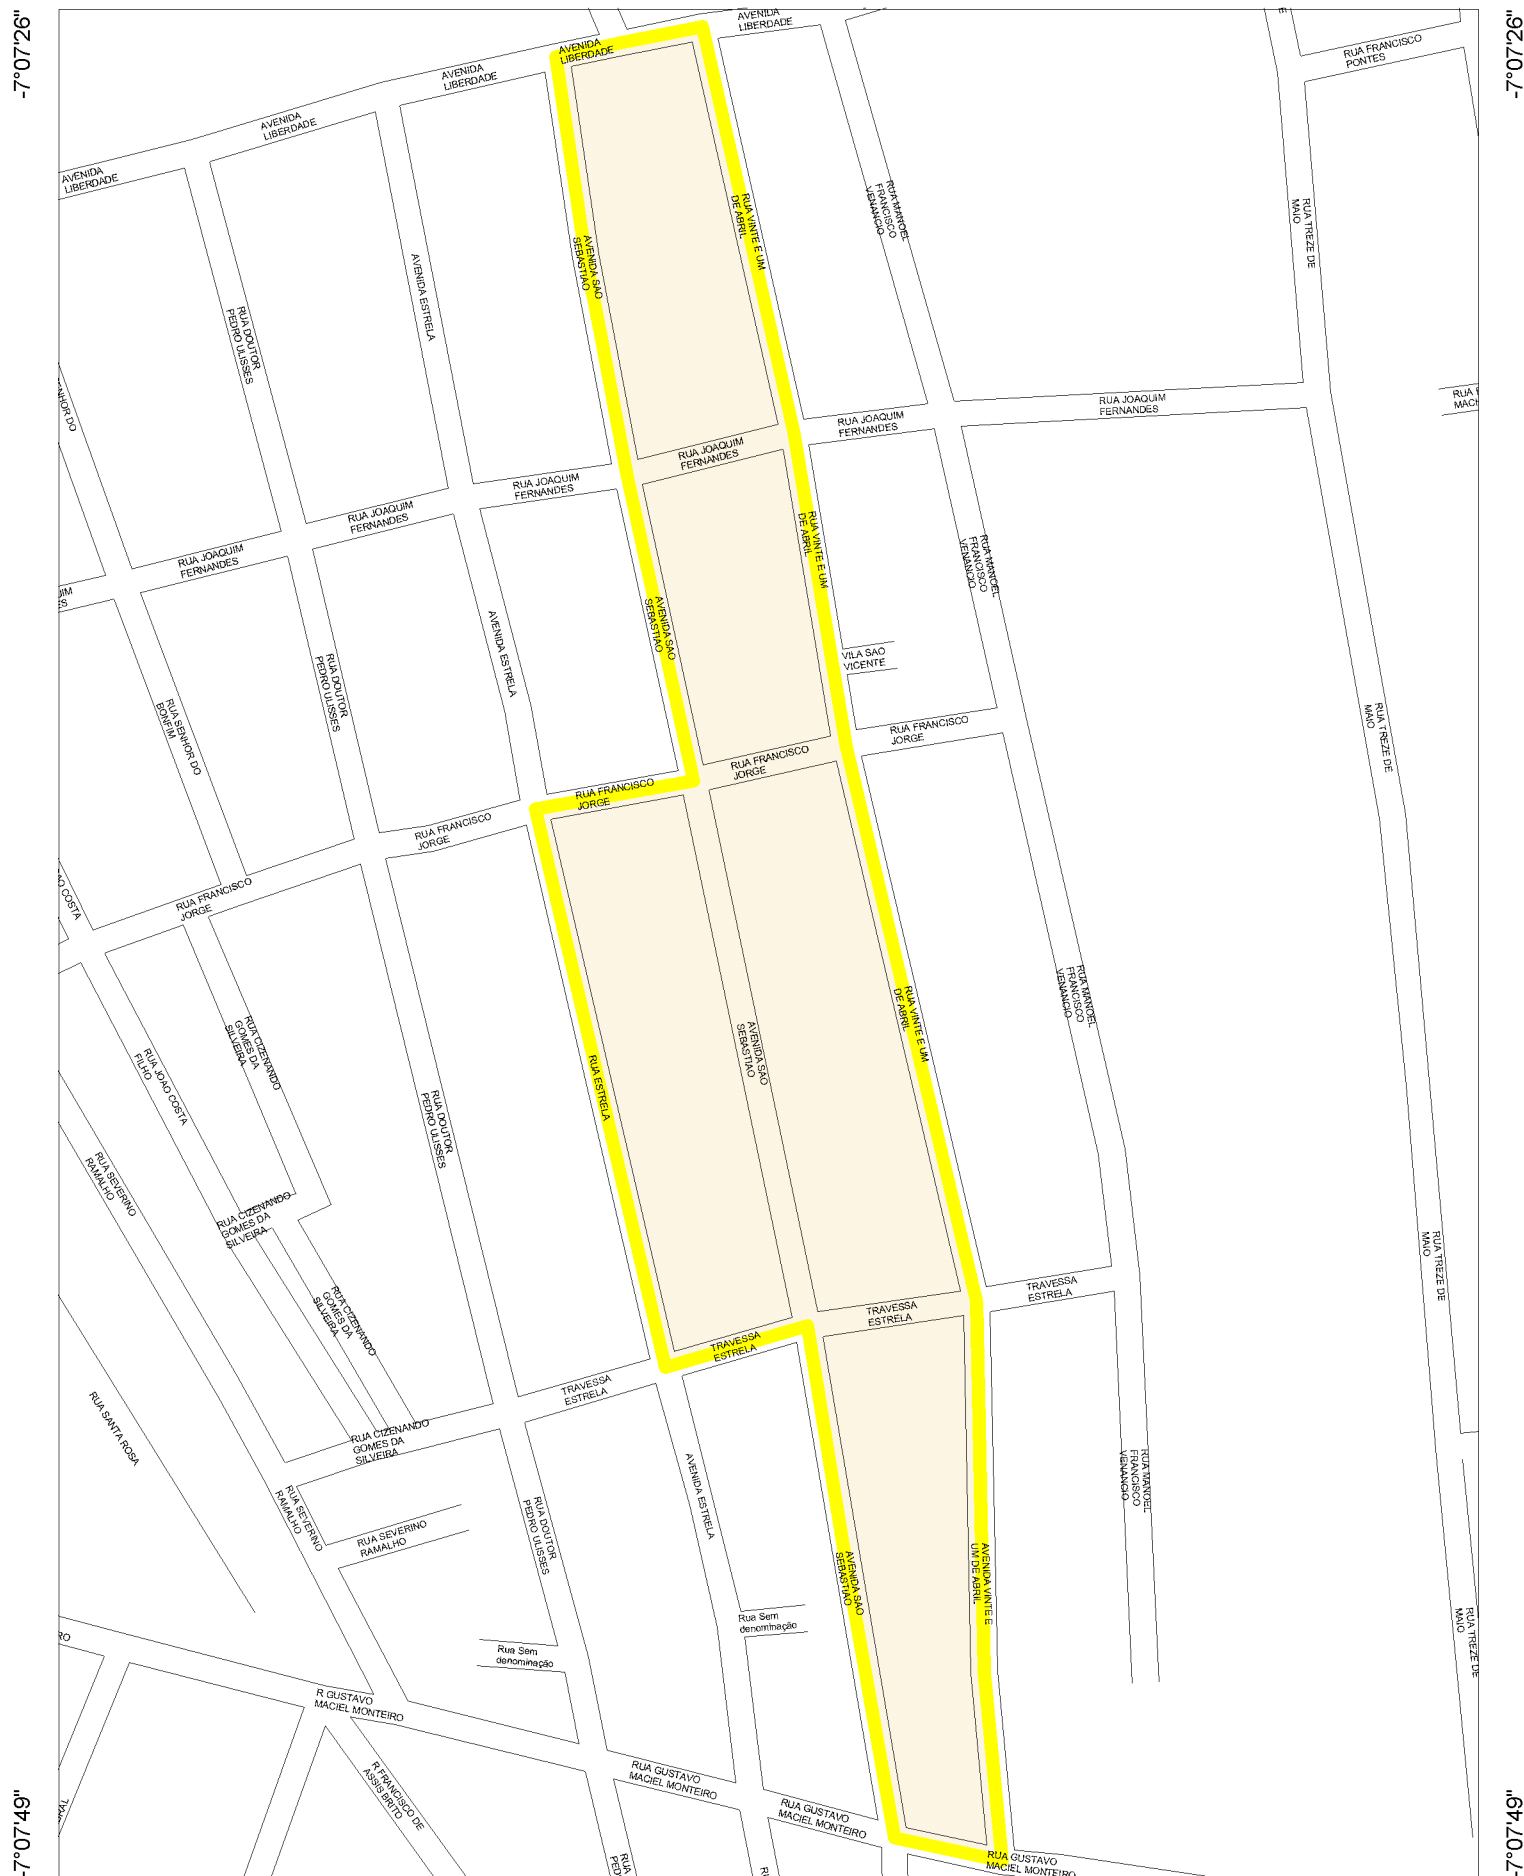 -7°07'26"
-7°07'26"
AVENIDA
LIBERDADE
AVENIDA
LIBERDADE
AVENIDA
LIBERDADE
AVENIDA
LIBERDADE
AVENIDA
LIBERDADE
RUA FRANCISCO
PONTES
RUA MANOEL
FRANCISCO
VENANCIO
RUA VINTE E UM
DE ABRIL
RUA TREZE DE
MAIO
AVENIDA SAO
SEBASTIAO
AVENIDA ESTRELA
RUA DOUTOR
PEDRO ULISSES
RUA JOAQUIM
FERNANDES
RUA JOAQUIM
FERNANDES
RUA JOAQUIM
FERNANDES
RUA JOAQUIM
FERNANDES
RUA JOAQUIM
FERNANDES
RUA JOAQUIM
FERNANDES
RUA VINTE E UM
DE ABRIL
RUA MANOEL
FRANCISCO
VENANCIO
AVENIDA SAO
SEBASTIAO
AVENIDA ESTRELA
RUA DOUTOR
PEDRO ULISSES
VILA SAO
VICENTE
RUA SENHOR DO
BONFIM
RUA TREZE DE
MAIO
RUA FRANCISCO
JORGE
RUA FRANCISCO
JORGE
RUA FRANCISCO
JORGE
RUA FRANCISCO
JORGE
RUA FRANCISCO
JORGE
RUA MANOEL
FRANCISCO
VENANCIO
RUA VINTE E UM
DE ABRIL
AVENIDA SAO
SEBASTIAO
RUA ESTRELA
RUA DOUTOR
PEDRO ULISSES
RUA CIZENANDO
GOMES DA
SILVEIRA
RUA JOAO COSTA
FILHO
RUA SEVERINO
RAMALHO
RUA CIZENANDO
GOMES DA
SILVEIRA
RUA CIZENANDO
GOMES DA
SILVEIRA
RUA TREZE DE
MAIO
TRAVESSA
ESTRELA
TRAVESSA
ESTRELA
TRAVESSA
ESTRELA
TRAVESSA
ESTRELA
RUA SANTA ROSA
RUA CIZENANDO
GOMES DA
SILVEIRA
RUA SEVERINO
RAMALHO
RUA SEVERINO
RAMALHO
RUA DOUTOR
PEDRO ULISSES
AVENIDA ESTRELA
RUA MANOEL
FRANCISCO
VENANCIO
AVENIDA SAO
SEBASTIAO
AVENIDA VINTE E
UM DE ABRIL
Rua Sem
denominação
Rua Sem
denominação
RUA TREZE DE
MAIO
R GUSTAVO
MACIEL MONTEIRO
RUA GUSTAVO
MACIEL MONTEIRO
RUA GUSTAVO
MACIEL MONTEIRO
RUA GUSTAVO
MACIEL MONTEIRO
R FRANCISCO DE
ASSIS BRITO
-7°07'49"
-7°07'49"